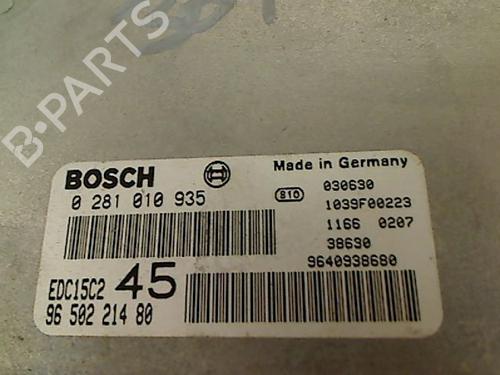 B-PARTS
BOSCH
0 281 010 935
EDC15C2 45
96 502 214 80
Made in Germany
810 030630
1039F00223
1166 0207
38630
9640938680